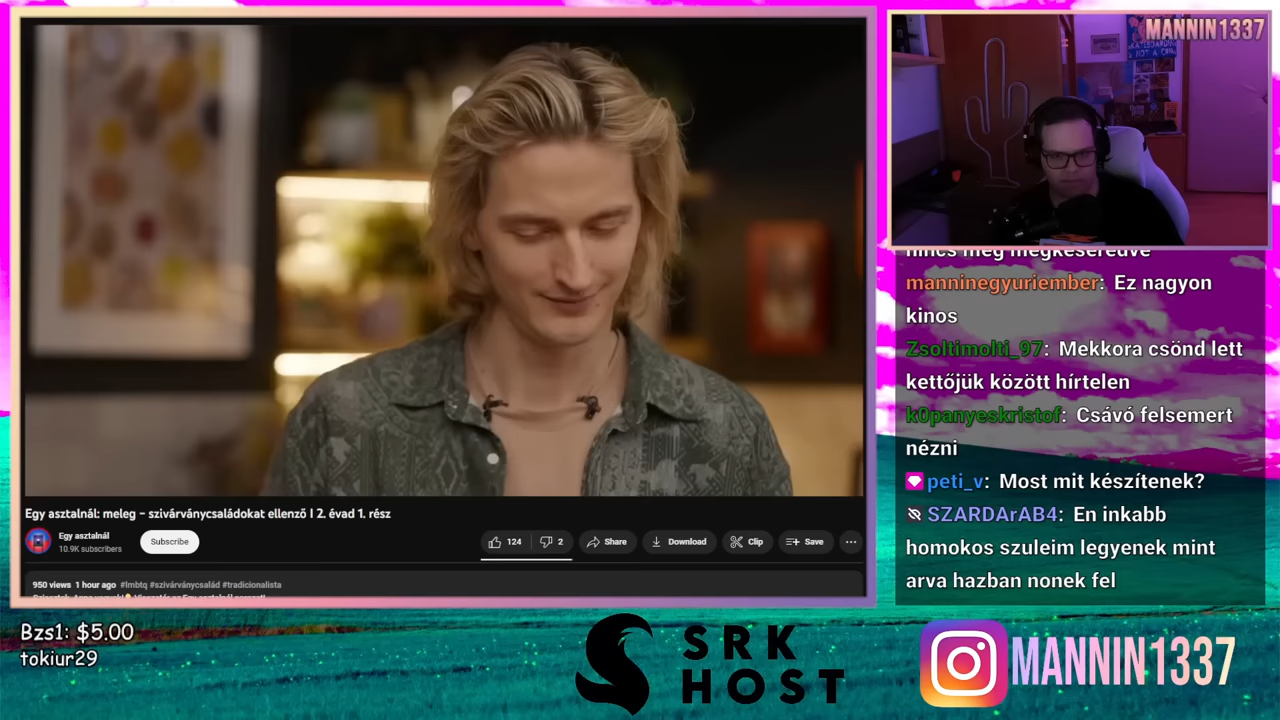 MANNIN1337
nincs még megkeseredve
manninegyuriember: Ez nagyon
kinos
Zsoltimolti_97: Mekkora csönd lett
kettőjük között hírtelen
k0panyeskristof: Csávó felsemert
nézni
peti_v: Most mit készítenek?
SZARDArAB4: En inkabb
homokos szuleim legyenek mint
arva hazban nonek fel
Egy asztalnál: meleg – szivárványcsaládokat ellenző I 2. évad 1. rész
Egy asztalnál
10.9K subscribers
Subscribe
124
2
Share
Download
Clip
Save
950 views 1 hour ago #lmbtq #szivárványcsalád #tradicionalista
Bzs1: $5.00
tokiur29
SRK
HOST
MANNIN1337